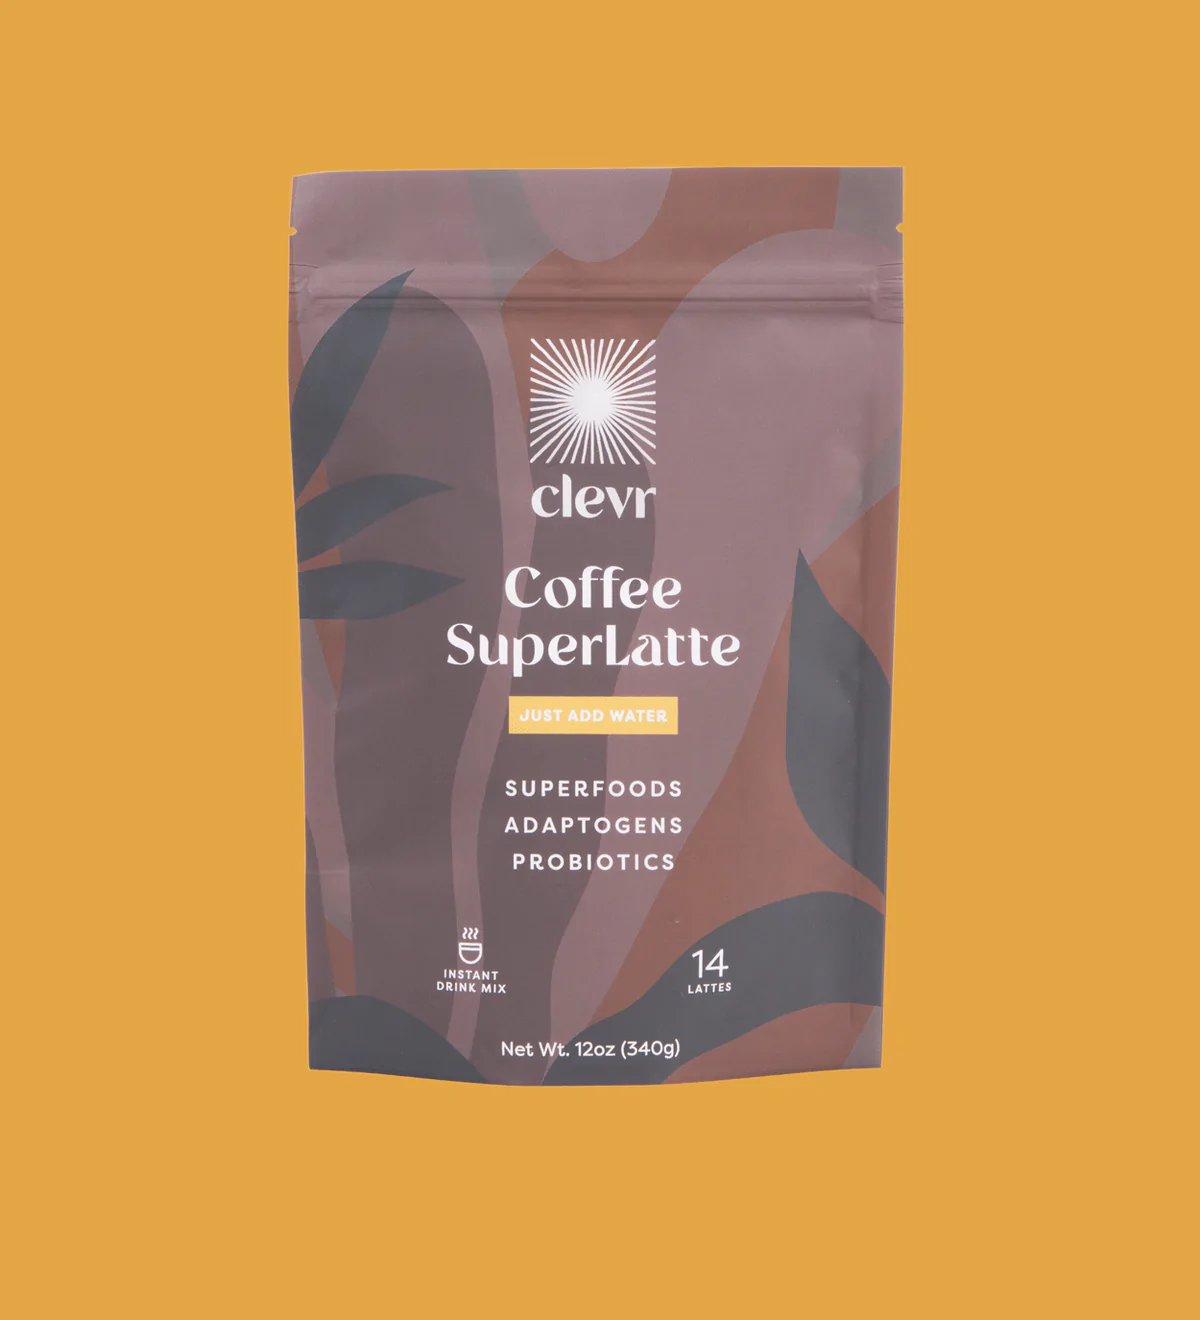 clevr
Coffee
SuperLatte
JUST ADD WATER
SUPERFOODS
ADAPTOGENS
PROBIOTICS
INSTANT
DRINK MIX
14
LATTES
Net Wt. 12oz (340g)